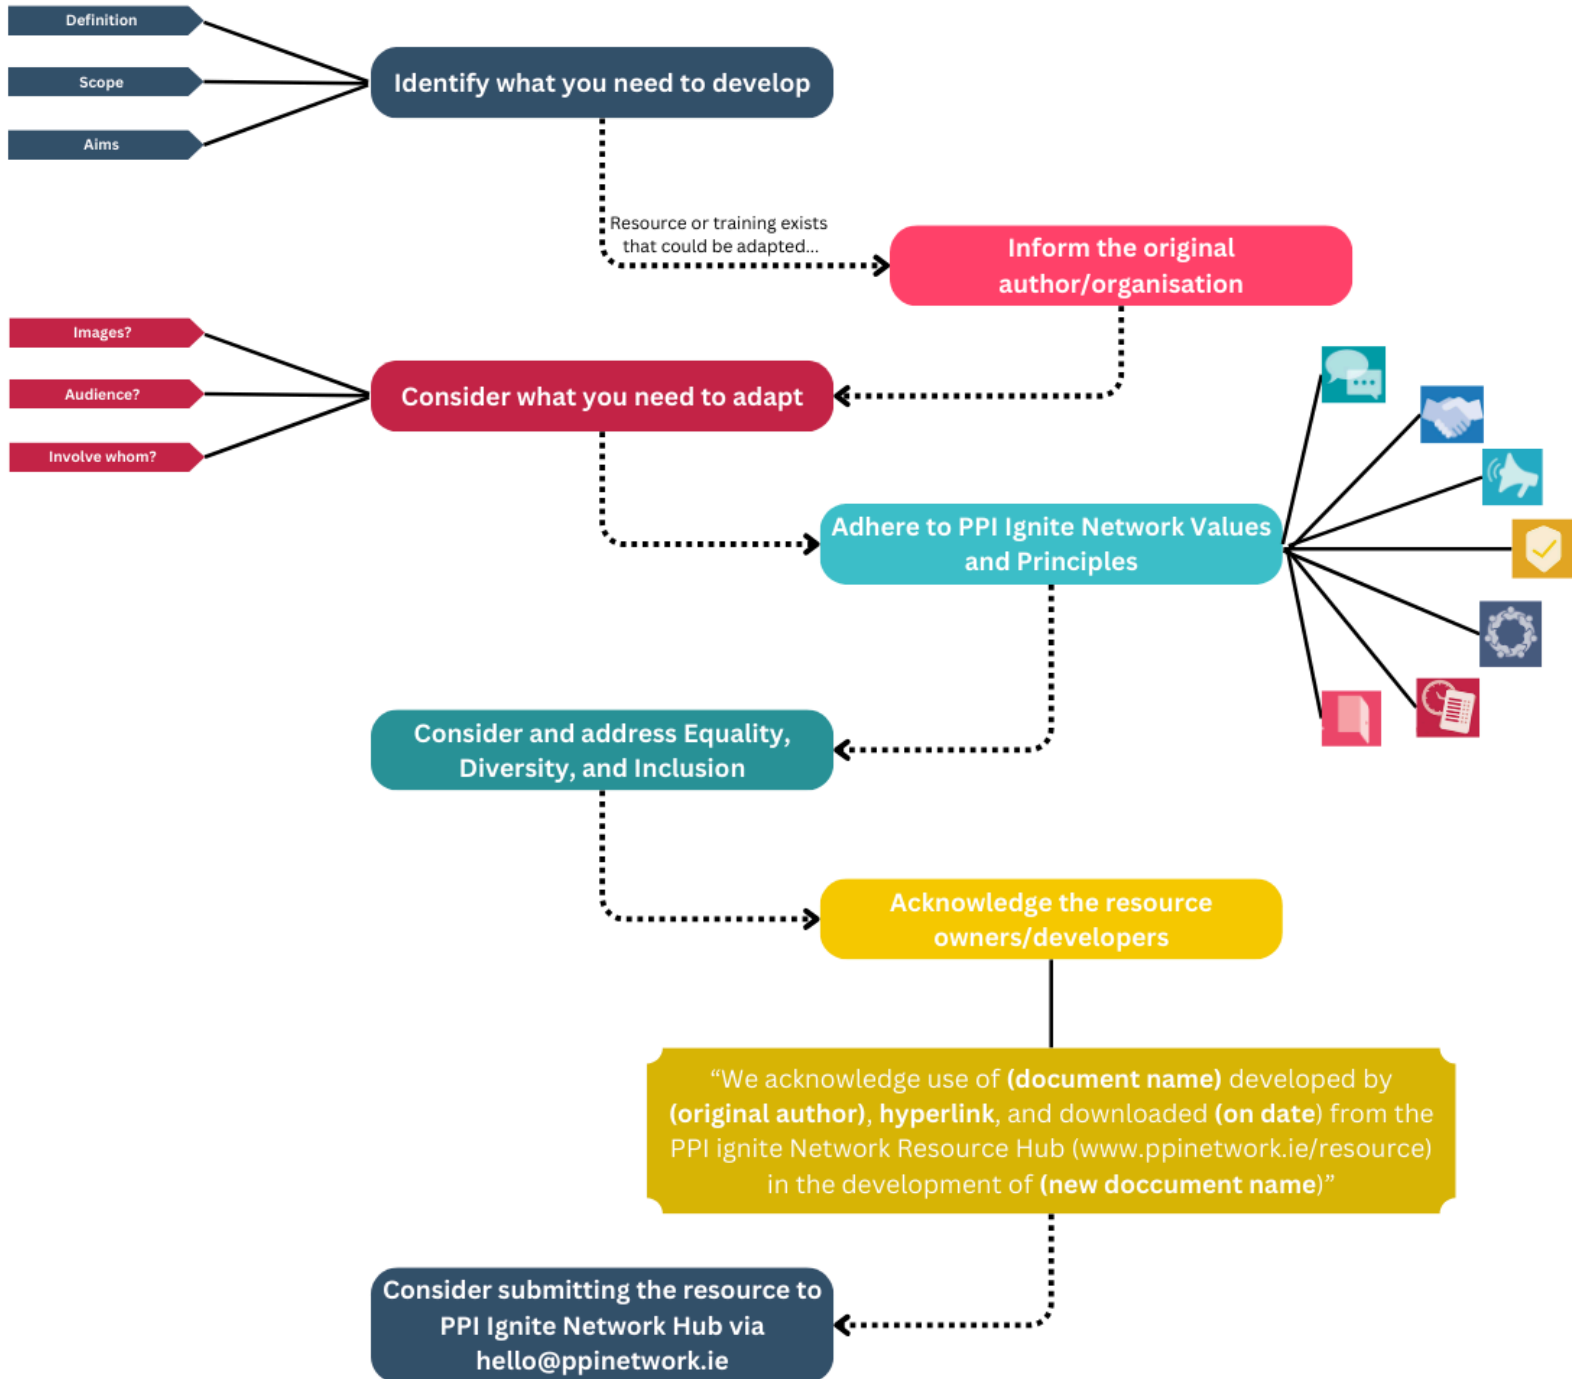 Definition
Scope
Aims
Identify what you need to develop
Resource or training exists
that could be adapted...
Inform the original
author/organisation
Images?
Audience?
Involve whom?
Consider what you need to adapt
Adhere to PPI Ignite Network Values
and Principles
Consider and address Equality,
Diversity, and Inclusion
Acknowledge the resource
owners/developers
“We acknowledge use of (document name) developed by
(original author), hyperlink, and downloaded (on date) from the
PPI ignite Network Resource Hub (www.ppinetwork.ie/resource)
in the development of (new doccument name)”
Consider submitting the resource to
PPI Ignite Network Hub via
hello@ppinetwork.ie